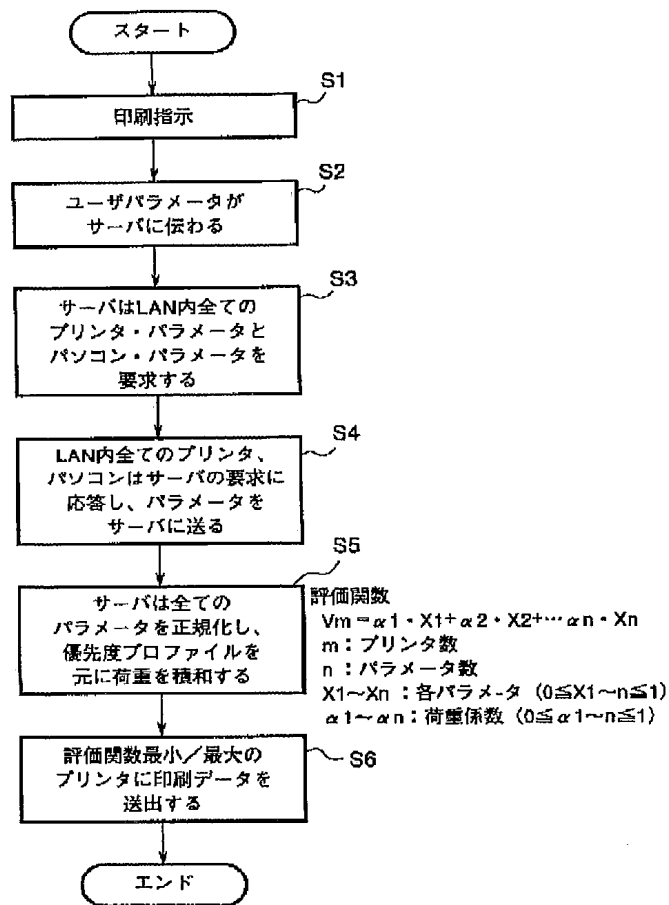 スタート
S1
印刷指示
S2
ユーザパラメータが
サーバに伝わる
S3
サーバはLAN内全ての
プリンタ・パラメータと
パソコン・パラメータを
要求する
S4
LAN内全てのプリンタ、
パソコンはサーバの要求に
応答し、パラメータを
サーバに送る
S5
サーバは全ての
パラメータを正規化し、
優先度プロファイルを
元に荷重を積和する
評価関数
Vm=α1・X1+α2・X2+…αn・Xn
m：プリンタ数
n：パラメータ数
X1〜Xn：各パラメータ（0≦X1〜n≦1）
α1〜αn：荷重係数（0≦α1〜n≦1）
S6
評価関数最小／最大の
プリンタに印刷データを
送出する
エンド